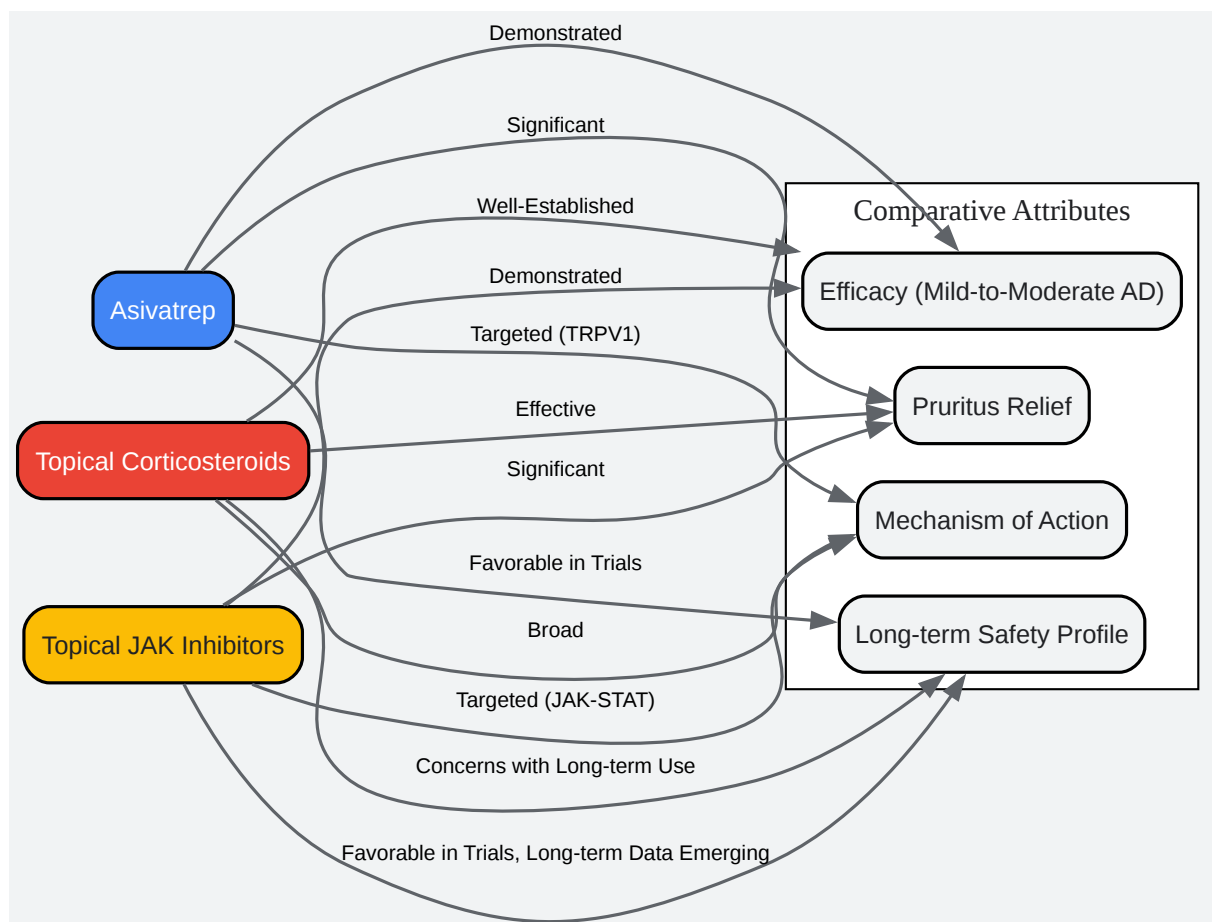 Demonstrated
Significant
Well-Established
Comparative Attributes
Demonstrated
Efficacy (Mild-to-Moderate AD)
Asivatrep
Targeted (TRPV1)
Pruritus Relief
Effective
Topical Corticosteroids
Significant
Mechanism of Action
Favorable in Trials
Broad
Long-term Safety Profile
Topical JAK Inhibitors
Targeted (JAK-STAT)
Concerns with Long-term Use
Favorable in Trials, Long-term Data Emerging